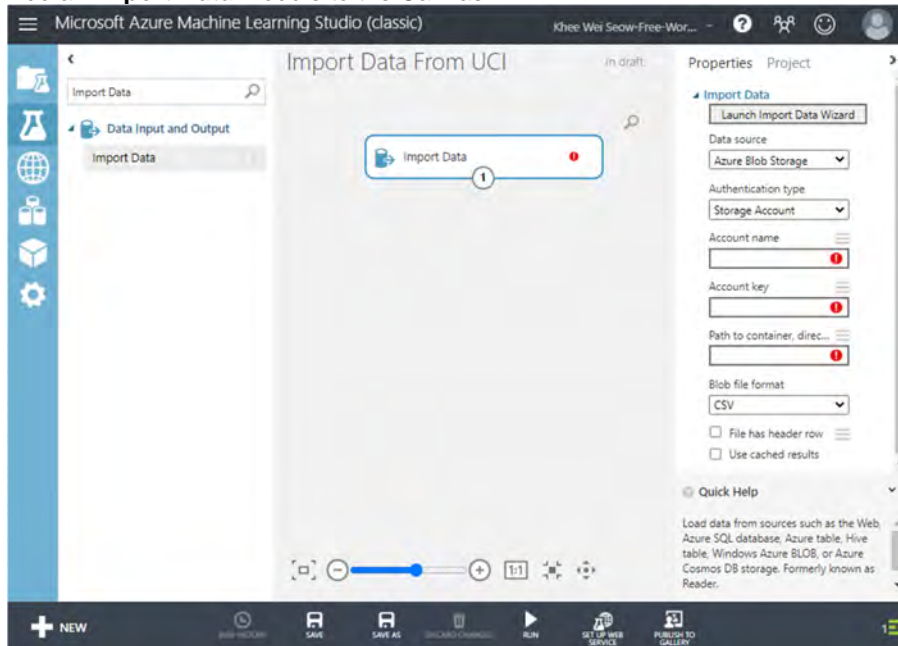 Microsoft Azure Machine Learning Studio (classic)
Khee Wei Seow-Free-Wor...
Import Data
Data Input and Output
Import Data
Import Data From UCI
In draft
Import Data
1
Properties Project
Import Data
Launch Import Data Wizard
Data source
Azure Blob Storage
Authentication type
Storage Account
Account name
Account key
Path to container, direc...
Blob file format
CSV
File has header row
Use cached results
Quick Help
Load data from sources such as the Web,
Azure SQL database, Azure table, Hive
table, Windows Azure BLOB, or Azure
Cosmos DB storage. Formerly known as
Reader.
1:1
NEW
SAVE
SAVE AS
DISCARD CHANGES
RUN
SET UP WEB
SERVICE
PUBLISH TO
GALLERY
1